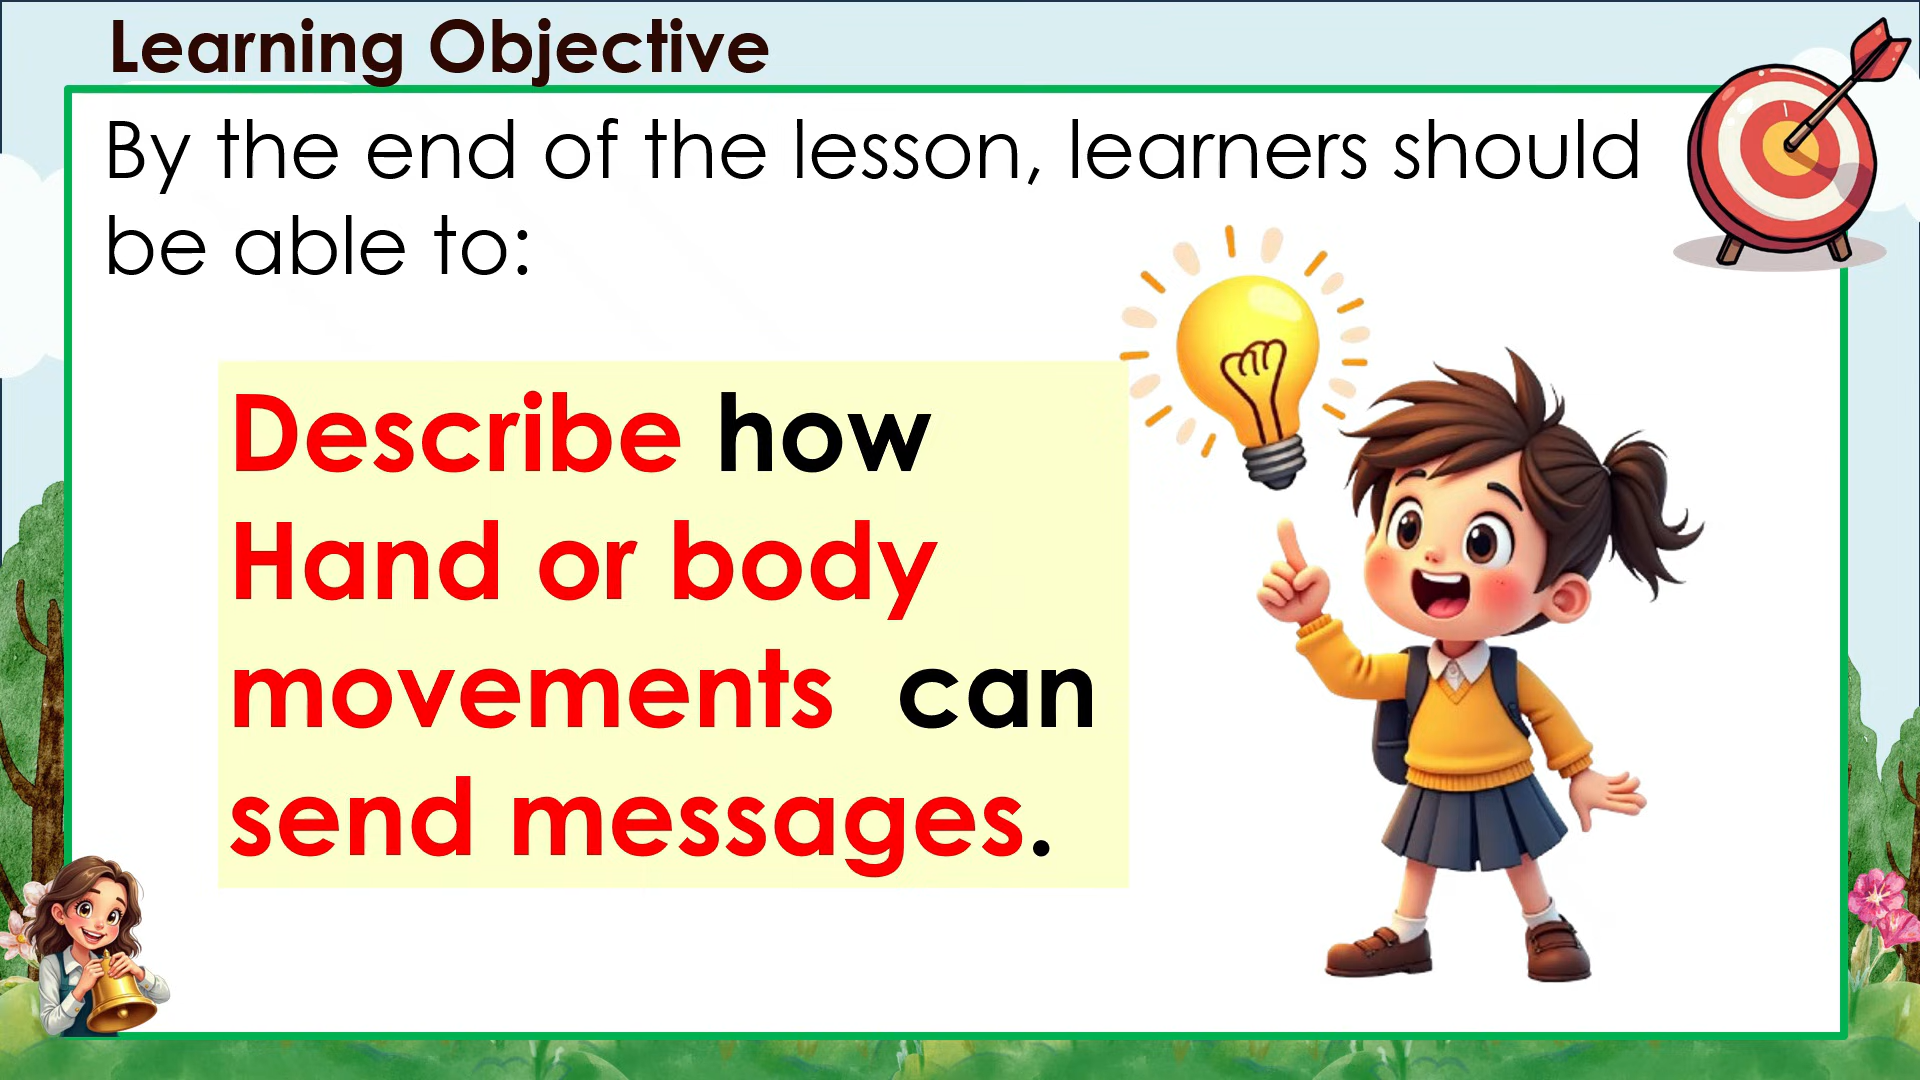 Learning Objective
By the end of the lesson, learners should
be able to:
Describe how
Hand or body
movements can
send messages.